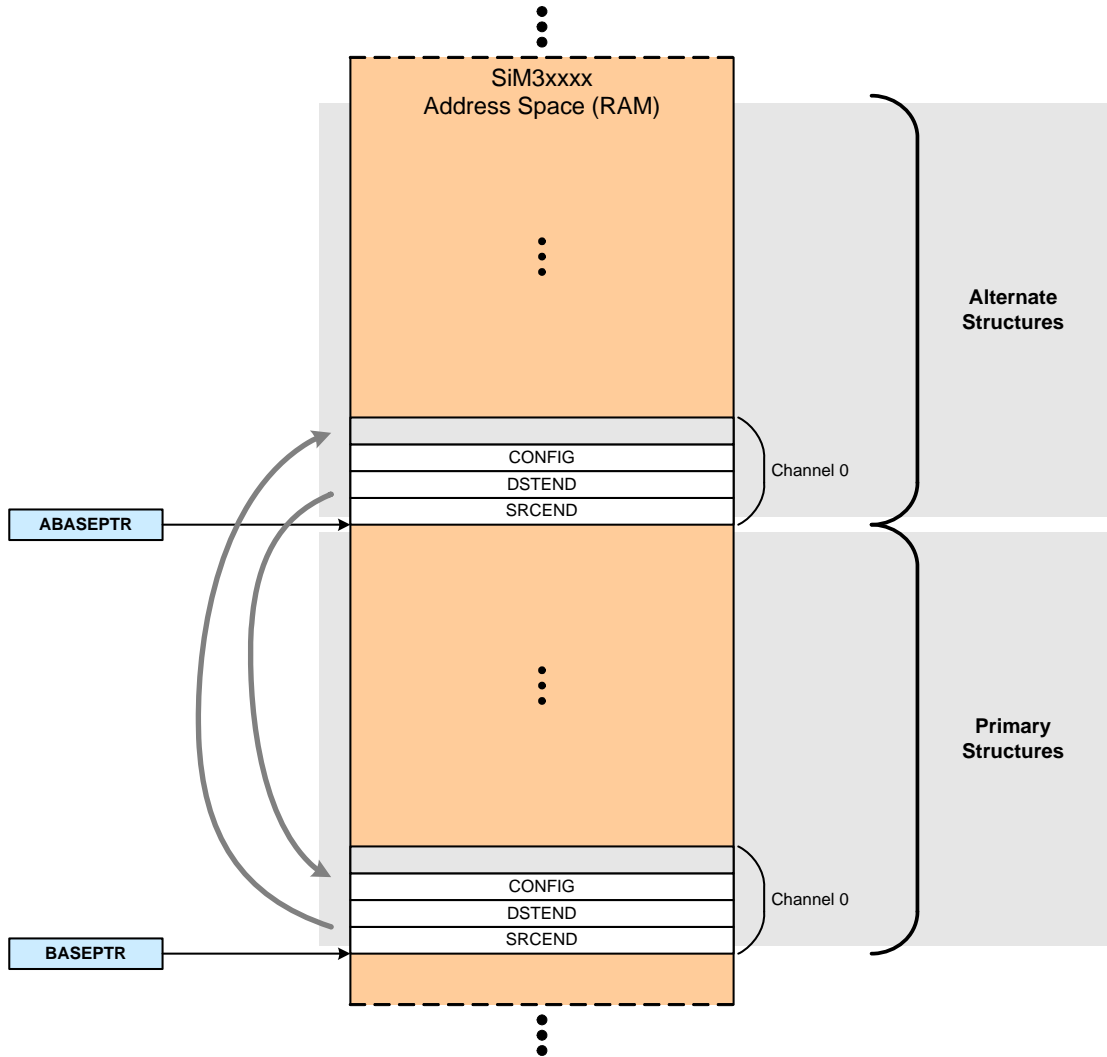 SiM3xxxx
Address Space (RAM)
Alternate
Structures
CONFIG
Channel 0
DSTEND
SRCEND
ABASEPTR
Primary
Structures
CONFIG
Channel 0
DSTEND
SRCEND
BASEPTR